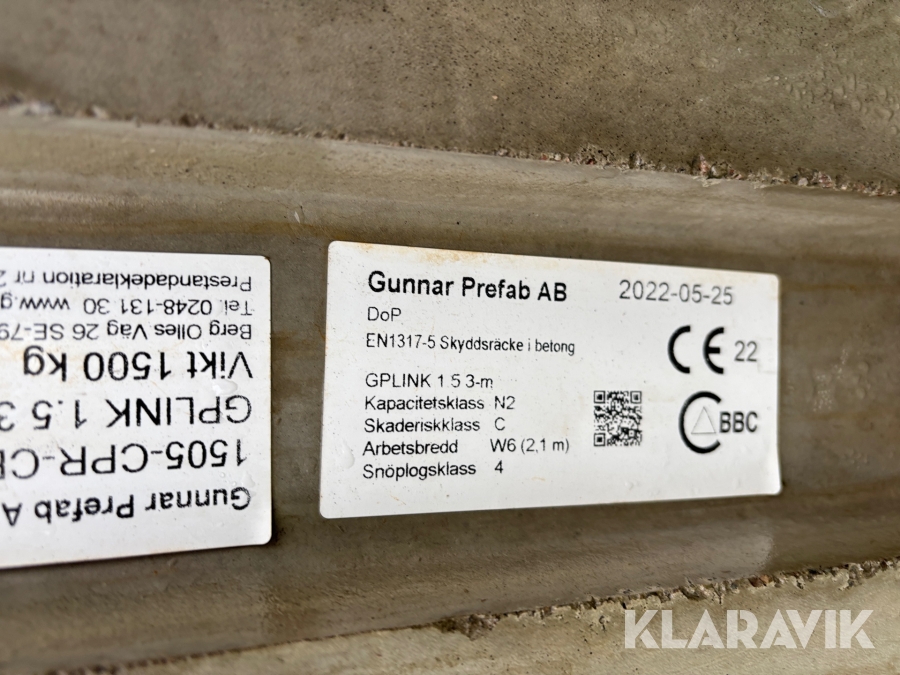 Gunnar Prefab AB 2022-05-25
DoP
EN1317-5 Skyddsräcke i betong
CE 22
GPLINK 1.5 3-m
Kapacitetsklass N2
Skaderiskklass C
Arbetsbredd W6 (2,1 m)
Snöplogsklass 4
BBC
Gunnar Prefab A
1505-CPR-C
GPLINK 1.5 3
Vikt 1500 kg
Berg Olles Väg 26 SE-79
Tel. 0248-131 30 www.g
Prestandadeklaration nr 2
KLARAVIK